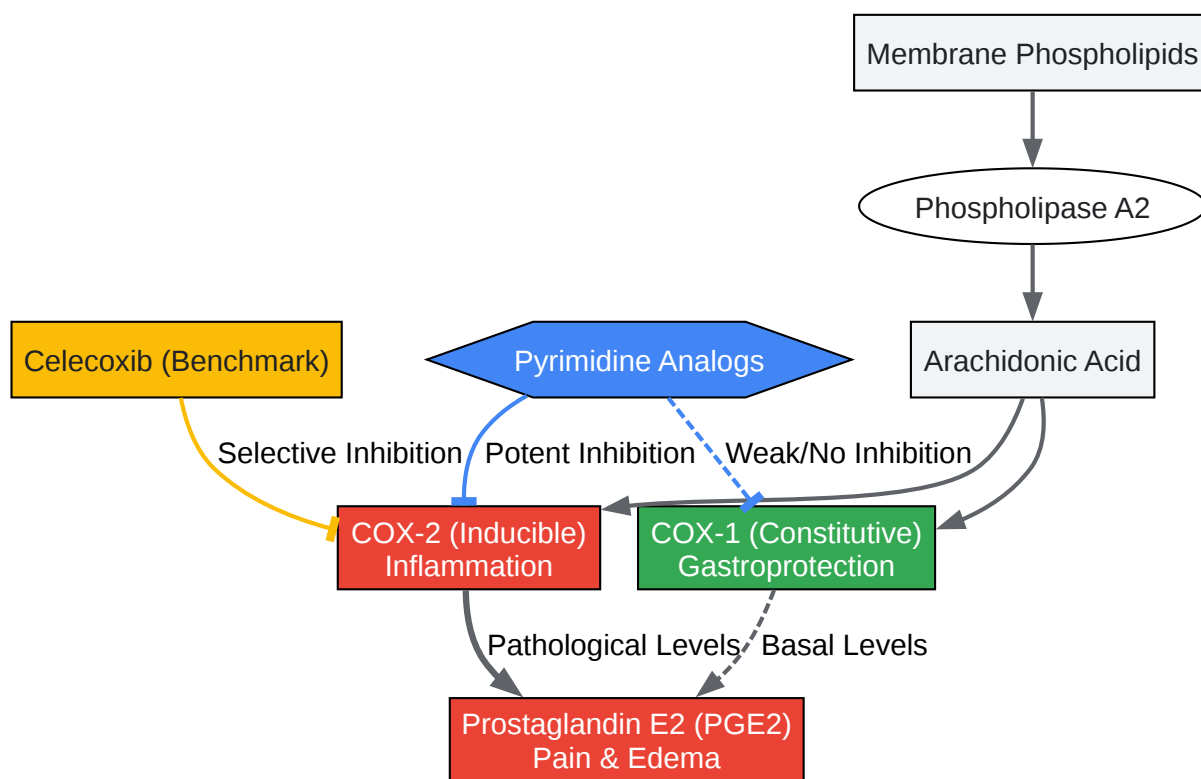 Membrane Phospholipids
Phospholipase A2
Celecoxib (Benchmark)
Pyrimidine Analogs
Arachidonic Acid
Selective Inhibition
Potent Inhibition
Weak/No Inhibition
COX-2 (Inducible)
Inflammation
COX-1 (Constitutive)
Gastroprotection
Pathological Levels
Basal Levels
Prostaglandin E2 (PGE2)
Pain & Edema